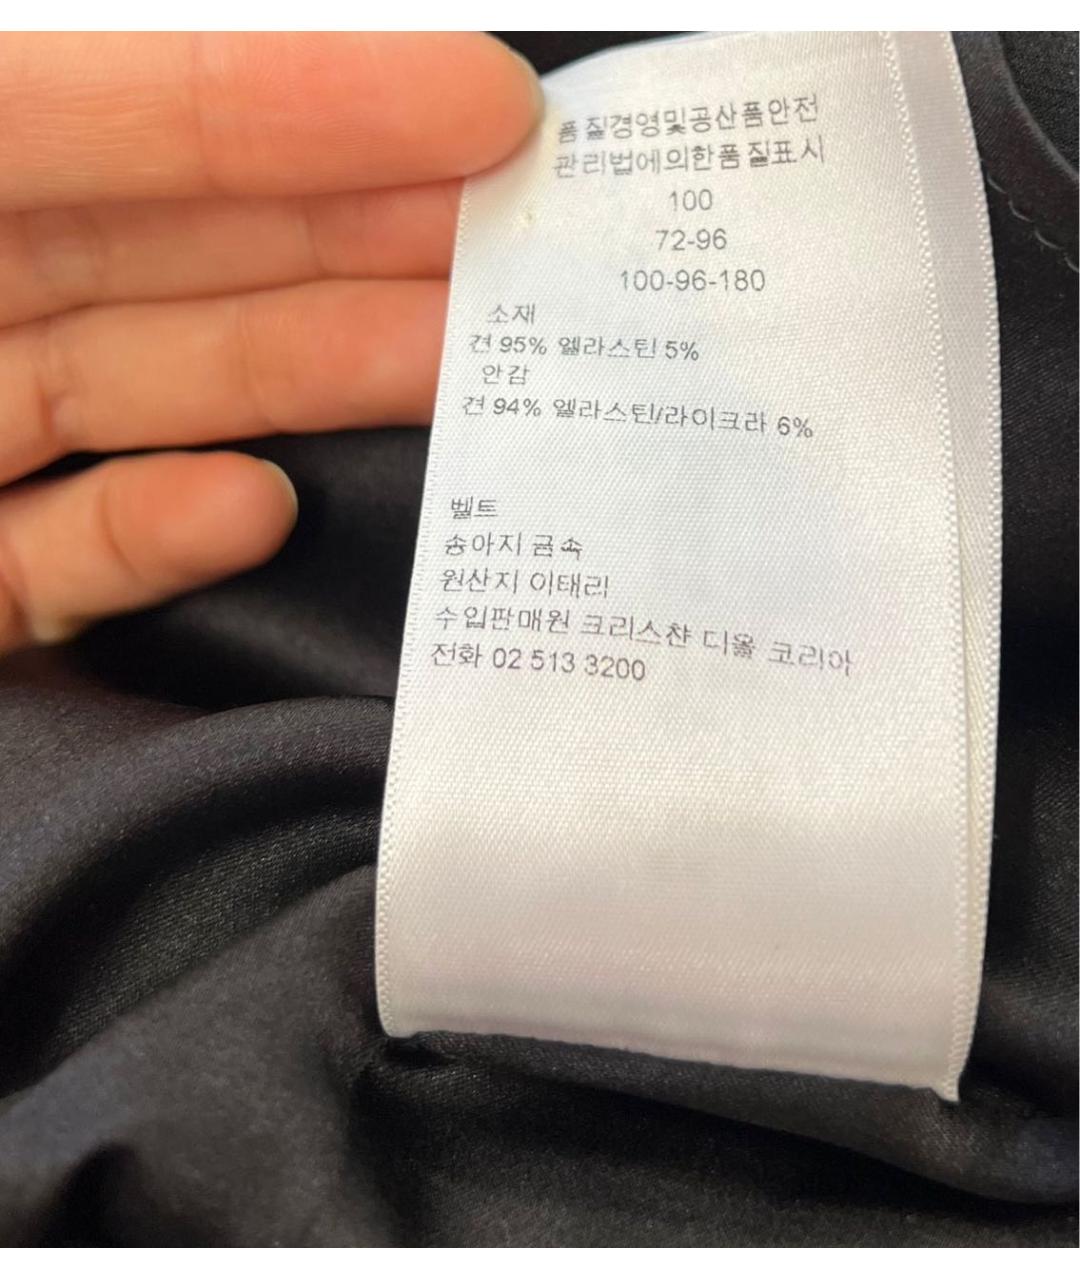 품질경영및공산품안전
관리법에의한품질표시
100
72-96
100-96-180
소재
견 95% 엘라스틴 5%
안감
견 94% 엘라스틴/라이크라 6%
벨트
송아지 금속
원산지 이태리
수입판매원 크리스챤 디올 코리아
전화 02 513 3200